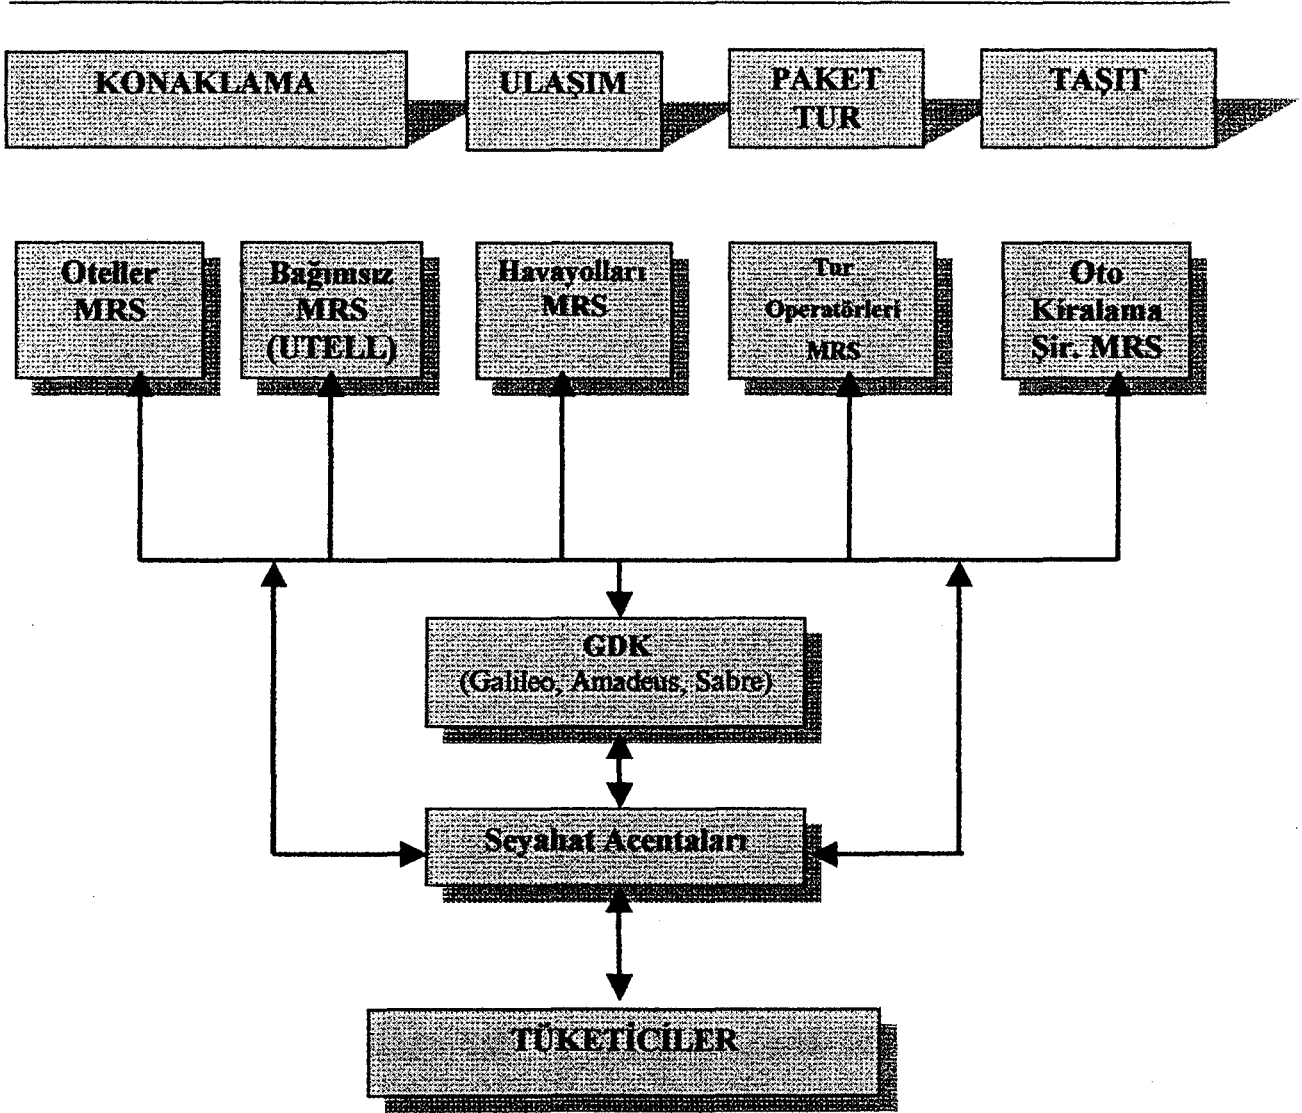 KONAKLAMA
ULAŞIM
PAKET
TUR
TAŞIT
Oteller
MRS
Bağımsız
MRS
(UTELL)
Havayolları
MRS
Tur
Operatörleri
MRS
Oto
Kiralama
Şir. MRS
GDK
(Galileo, Amadeus, Sabre)
Seyahat Acentaları
TÜKETİCİLER